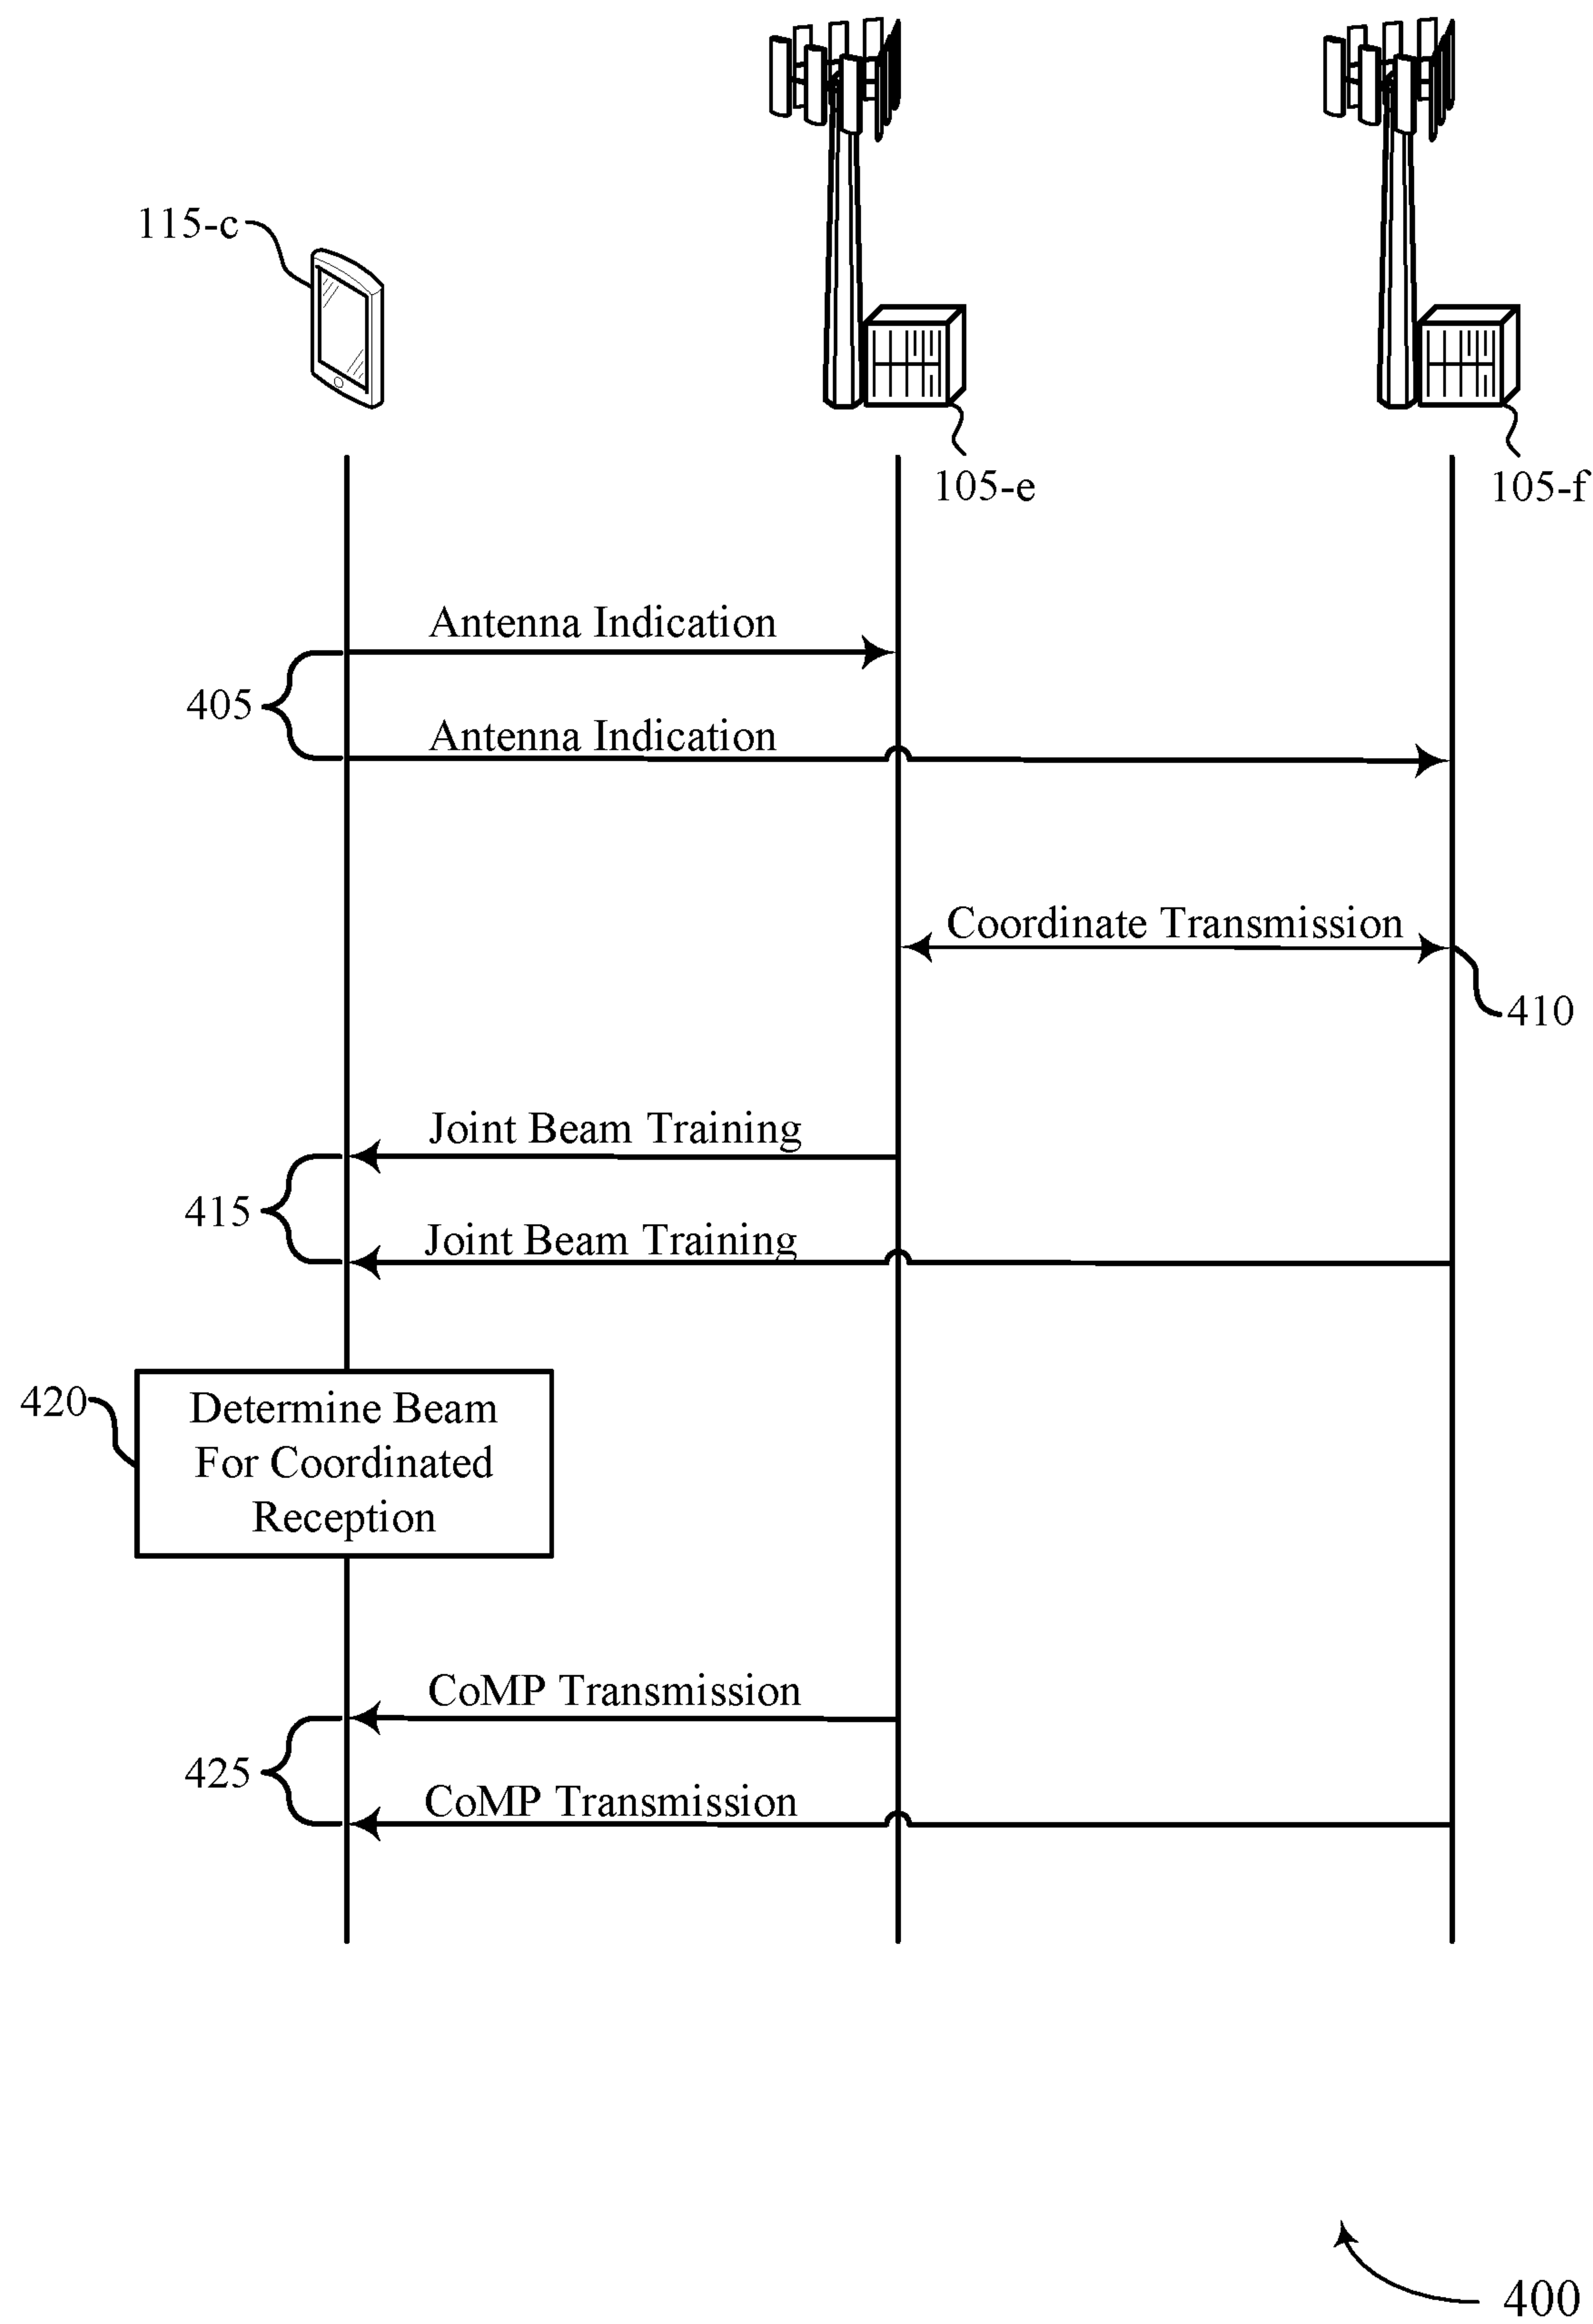 115-c
105-e
105-f
Antenna Indication
405
Antenna Indication
Coordinate Transmission
410
Joint Beam Training
415
Joint Beam Training
420
Determine Beam
For Coordinated
Reception
CoMP Transmission
425
CoMP Transmission
400